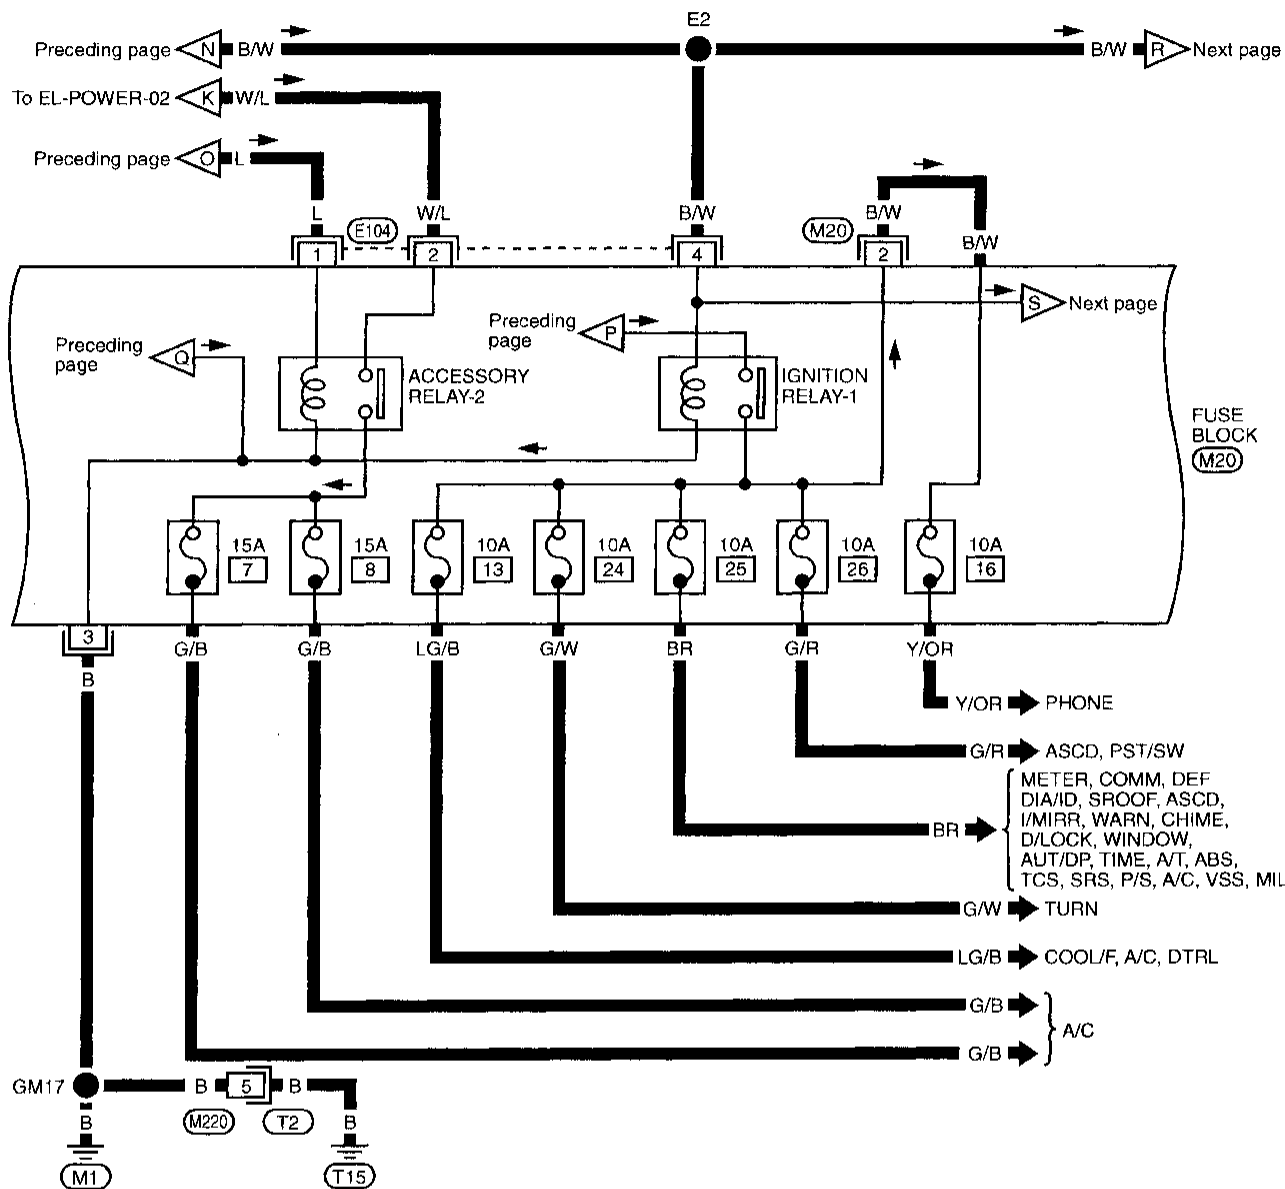 E2
Preceding page N B/W B/W R Next page
To EL-POWER-02 K W/L
Preceding page O L
L E104 W/L B/W M20 B/W B/W
1 2 4 2
S Next page
Preceding
page
P
Preceding
page
Q
ACCESSORY
RELAY-2
IGNITION
RELAY-1
FUSE
BLOCK
M20
15A 15A 10A 10A 10A 10A 10A
7 8 13 24 25 26 16
3
G/B G/B LG/B G/W BR G/R Y/OR
B
Y/OR PHONE
G/R ASCD, PST/SW
METER, COMM, DEF
DIA/ID, SROOF, ASCD,
I/MIRR, WARN, CHIME,
BR
D/LOCK, WINDOW,
AUT/DP, TIME, A/T, ABS,
TCS, SRS, P/S, A/C, VSS, MIL
G/W TURN
LG/B COOL/F, A/C, DTRL
G/B
A/C
G/B
GM17 B 5 B
M220 T2
B B
M1 T15